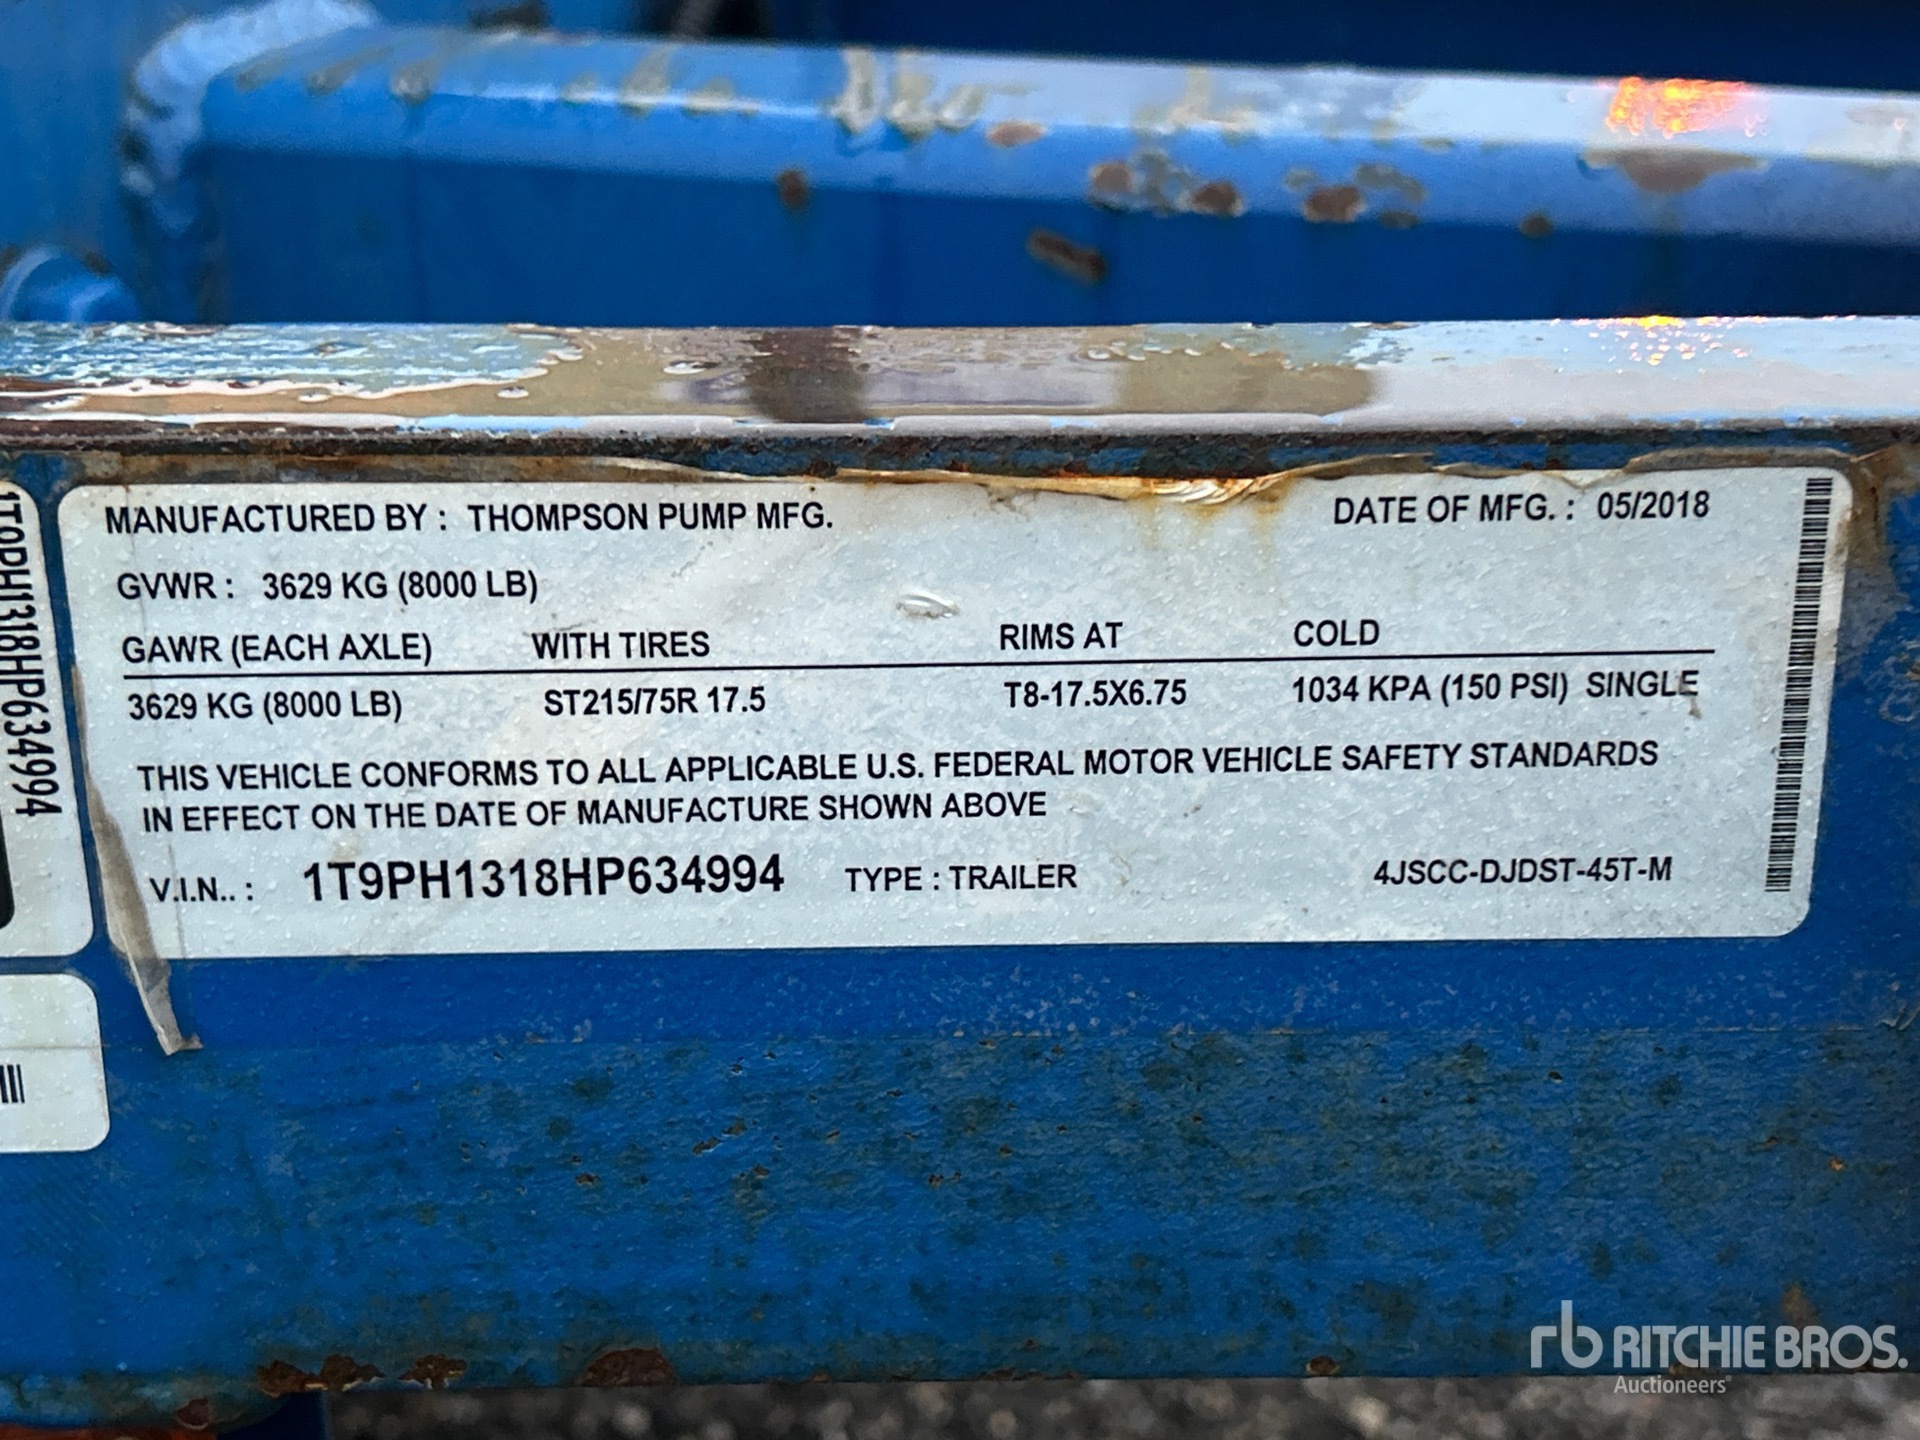 MANUFACTURED BY : THOMPSON PUMP MFG. DATE OF MFG. : 05/2018
GVWR : 3629 KG (8000 LB)
GAWR (EACH AXLE) WITH TIRES RIMS AT COLD
3629 KG (8000 LB) ST215/75R 17.5 T8-17.5X6.75 1034 KPA (150 PSI) SINGLE
THIS VEHICLE CONFORMS TO ALL APPLICABLE U.S. FEDERAL MOTOR VEHICLE SAFETY STANDARDS
IN EFFECT ON THE DATE OF MANUFACTURE SHOWN ABOVE
V.I.N.. : 1T9PH1318HP634994 TYPE : TRAILER 4JSCC-DJDST-45T-M
1T9PH1318HP634994
rb RITCHIE BROS.
Auctioneers